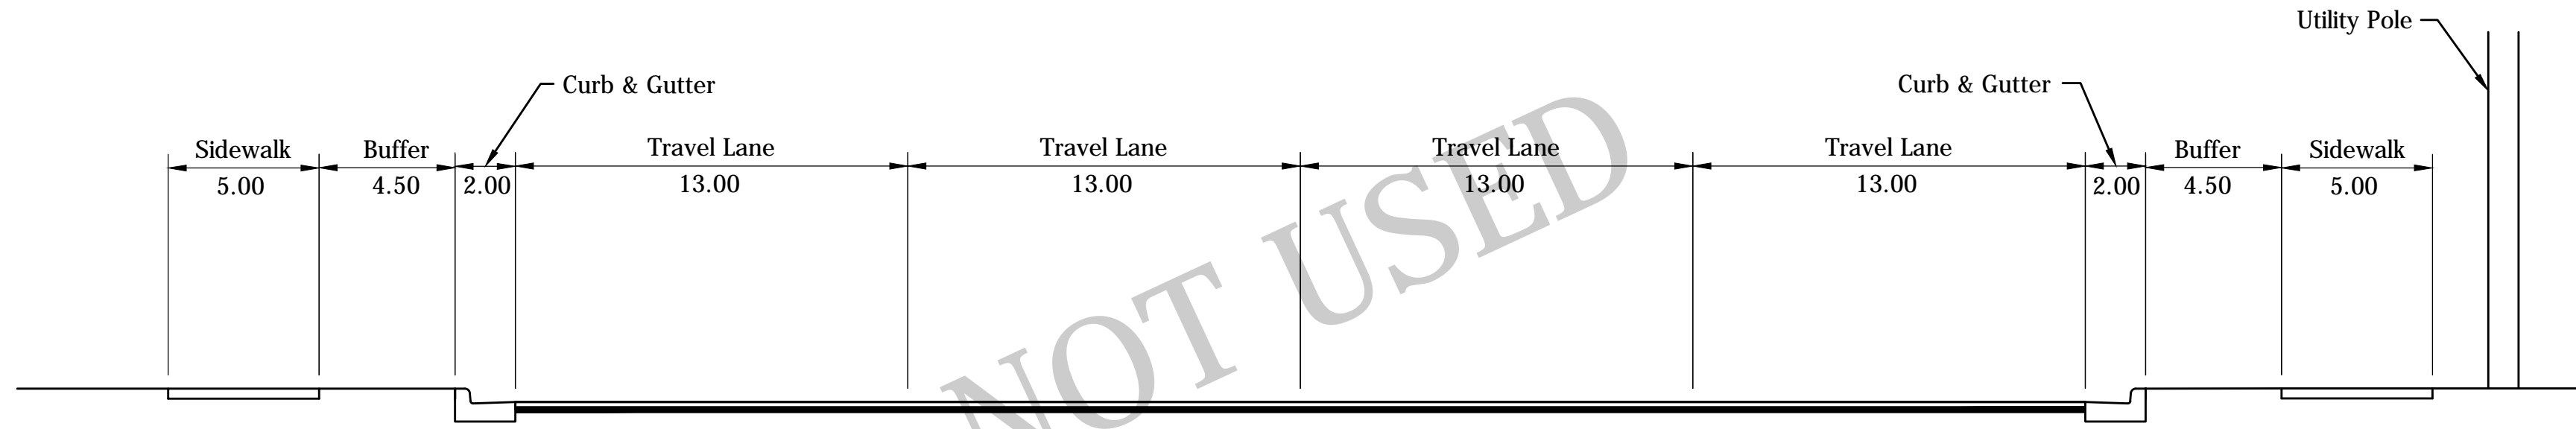 Utility Pole
Curb & Gutter
Curb & Gutter
Sidewalk
Buffer
Travel Lane
Travel Lane
Travel Lane
Travel Lane
Buffer
Sidewalk
5.00
4.50
2.00
13.00
13.00
13.00
13.00
2.00
4.50
5.00
NOT USED